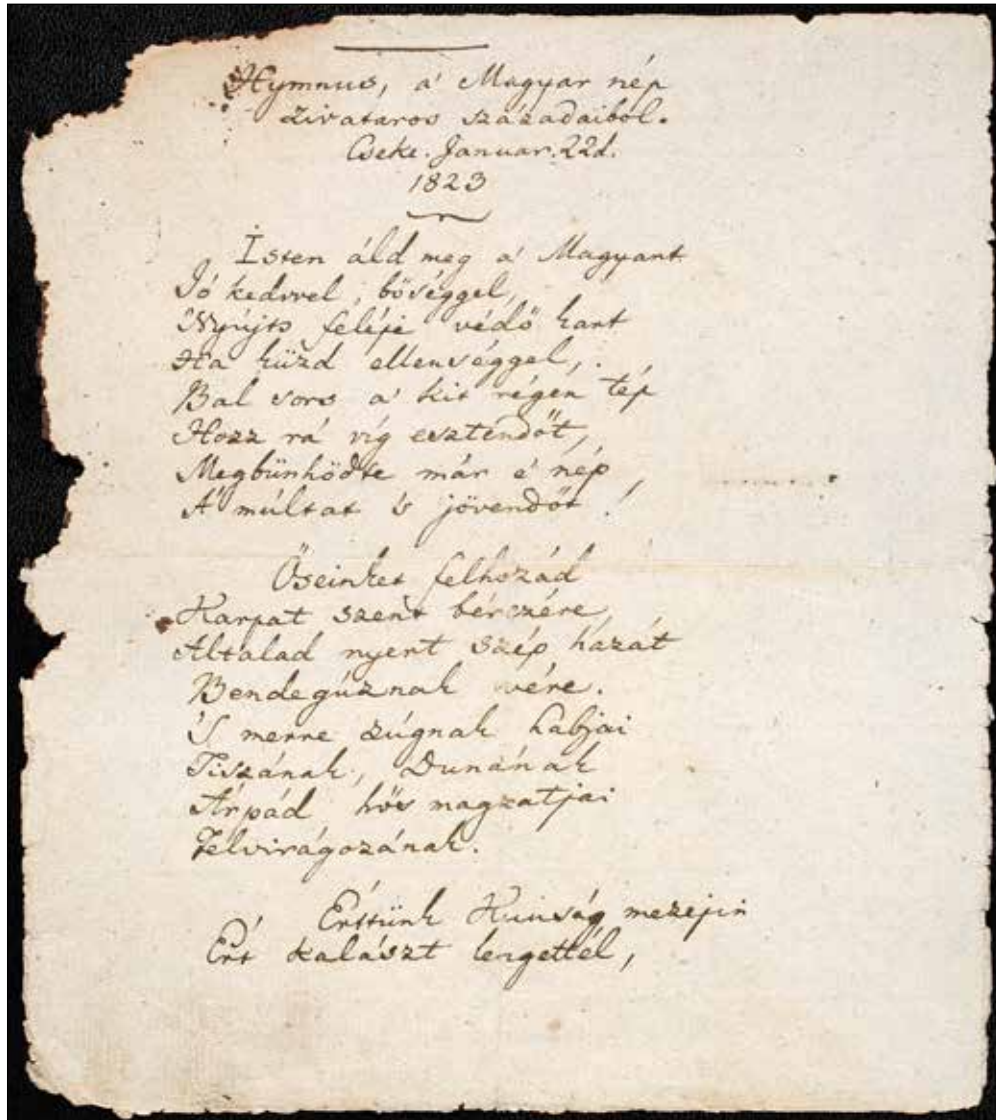 Hymnus, a' Magyar nép
zivataros századaiból.
Cseke. Januar. 22d.
1823
Isten áld meg a' Magyart
Jó kedvvel, bőséggel,
Nyújts feléje védő kart
Ha küzd ellenséggel,
Bal sors a' kit régen tép
Hozz rá víg esztendőt,
Megbűnhődte már e' nép
A' múltat 's jövendőt!
Őseinket felhozád
Kárpát szent bérczére
Általad nyert szép hazát
Bendegúznak vére.
'S merre zúgnak habjai
Tiszának, Dunának
Árpád hős magzatjai
Felvirágozának.
Érttünk Kunság mezejin
Ért kalászt lengettél,